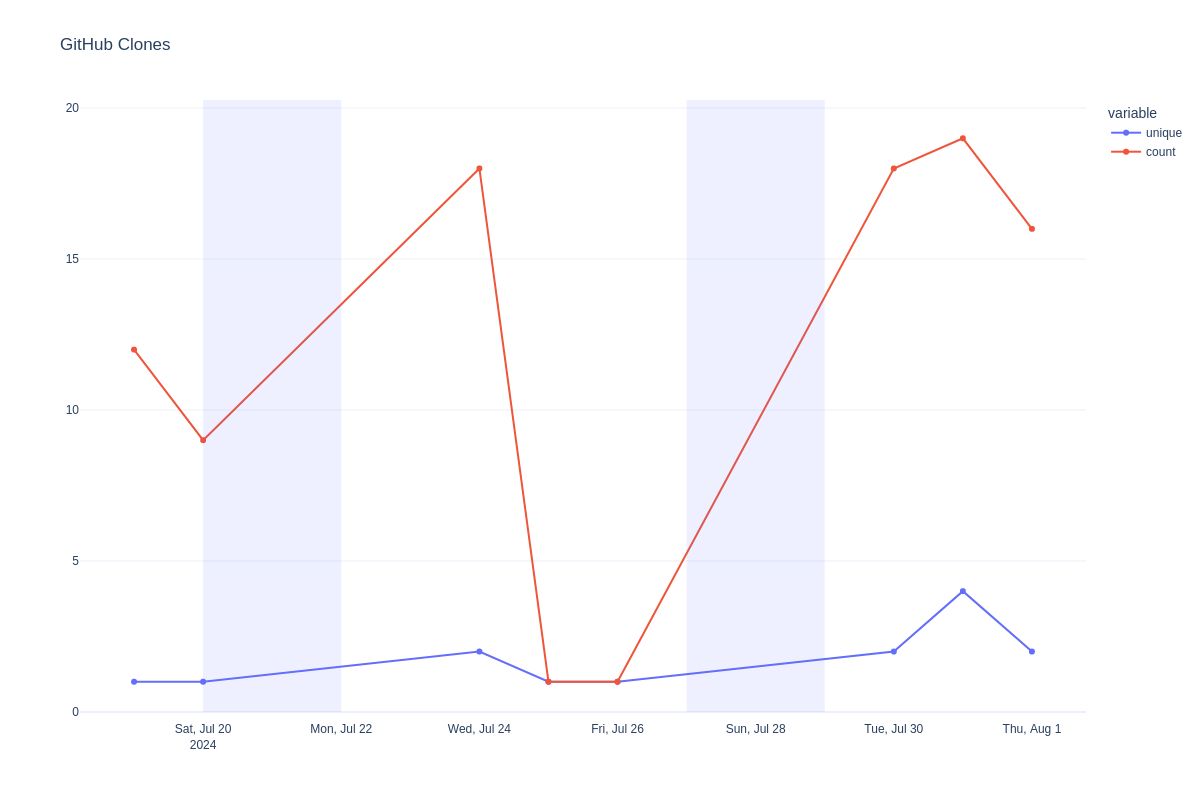 GitHub Clones
variable
unique
count
20
15
10
5
0
Sat, Jul 20
2024
Mon, Jul 22
Wed, Jul 24
Fri, Jul 26
Sun, Jul 28
Tue, Jul 30
Thu, Aug 1